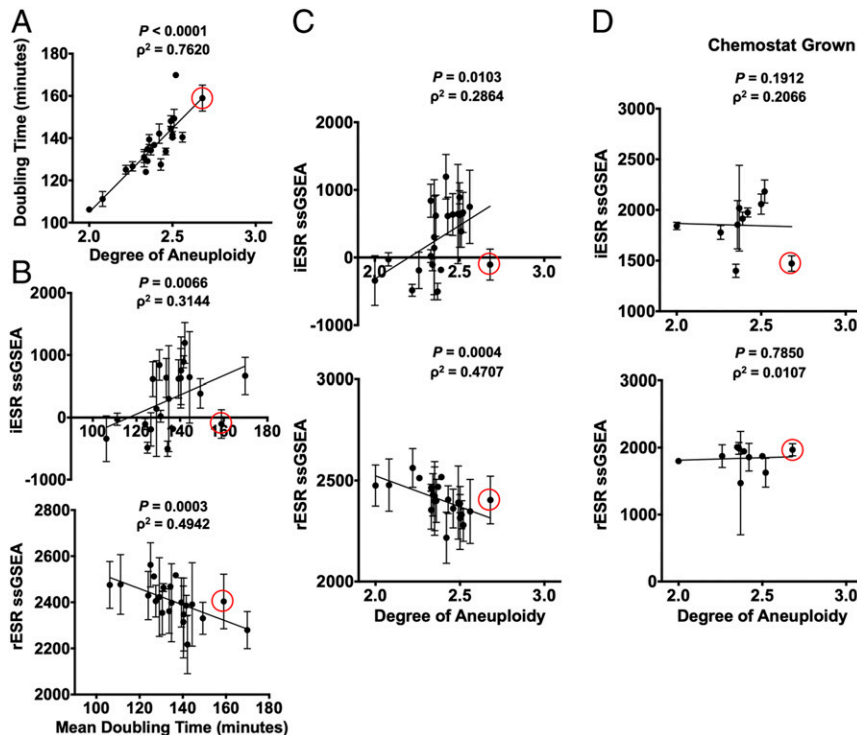 A
P < 0.0001
ρ² = 0.7620
Doubling Time (minutes)
180
160
140
120
100
2.0 2.5 3.0
Degree of Aneuploidy
B
P = 0.0066
ρ² = 0.3144
iESR ssGSEA
2000
1000
0
-1000
100 120 140 160 180
P = 0.0003
ρ² = 0.4942
rESR ssGSEA
2800
2600
2400
2200
2000
100 120 140 160 180
Mean Doubling Time (minutes)
C
P = 0.0103
ρ² = 0.2864
iESR ssGSEA
2000
1000
0
-1000
2.0 2.5 3.0
P = 0.0004
ρ² = 0.4707
rESR ssGSEA
3000
2500
2000
2.0 2.5 3.0
Degree of Aneuploidy
D
Chemostat Grown
P = 0.1912
ρ² = 0.2066
iESR ssGSEA
3000
2500
2000
1500
1000
2.0 2.5 3.0
P = 0.7850
ρ² = 0.0107
rESR ssGSEA
3000
2000
1000
0
2.0 2.5 3.0
Degree of Aneuploidy